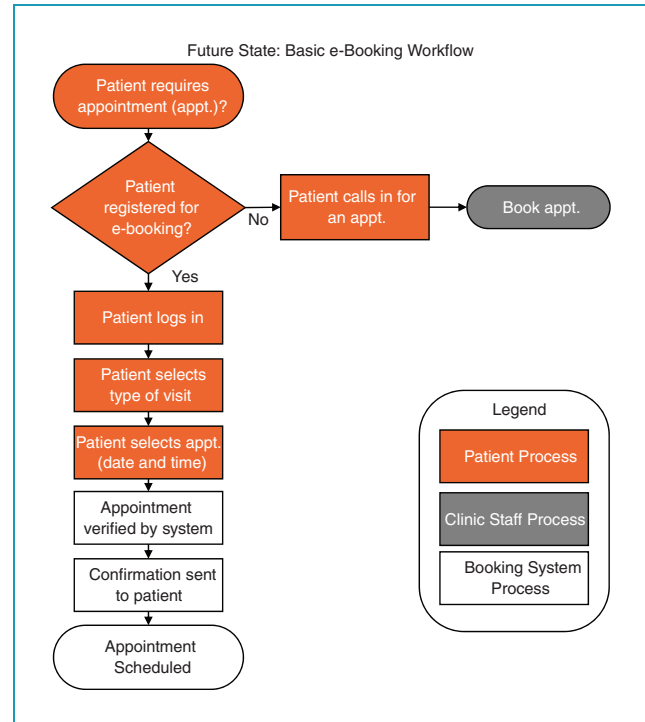 Future State: Basic e-Booking Workflow
Patient requires
appointment (appt.)?
Patient
registered for
e-booking?
No
Patient calls in for
an appt.
Book appt.
Yes
Patient logs in
Patient selects
type of visit
Patient selects appt.
(date and time)
Appointment
verified by system
Confirmation sent
to patient
Appointment
Scheduled
Legend
Patient Process
Clinic Staff Process
Booking System
Process